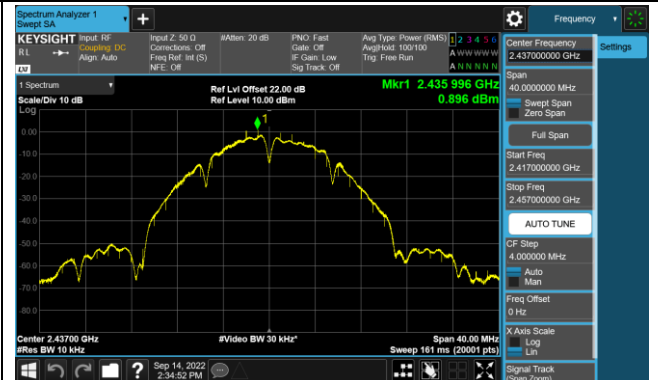 Spectrum Analyzer 1
Swept SA
Frequency
KEYSIGHT
Input: RF
Coupling: DC
Align: Auto
Input Z: 50 Ω
Corrections: Off
Freq Ref: Int (S)
NFE: Off
#Atten: 20 dB
PNO: Fast
Gate: Off
IF Gain: Low
Sig Track: Off
Avg Type: Power (RMS)
Avg|Hold: 100/100
Trig: Free Run
1 2 3 4 5 6
A W W W W W
A N N N N N
RL
LXI
1 Spectrum
Scale/Div 10 dB
Log
Ref Lvl Offset 22.00 dB
Ref Level 10.00 dBm
Mkr1 2.435 996 GHz
0.896 dBm
1
0.00
-10.0
-20.0
-30.0
-40.0
-50.0
-60.0
-70.0
-80.0
Center 2.43700 GHz
#Res BW 10 kHz
#Video BW 30 kHz*
Span 40.00 MHz
Sweep 161 ms (20001 pts)
Center Frequency
2.437000000 GHz
Settings
Span
40.0000000 MHz
Swept Span
Zero Span
Full Span
Start Freq
2.417000000 GHz
Stop Freq
2.457000000 GHz
AUTO TUNE
CF Step
4.000000 MHz
Auto
Man
Freq Offset
0 Hz
X Axis Scale
Log
Lin
Signal Track
(Span Zoom)
?
Sep 14, 2022
2:34:52 PM